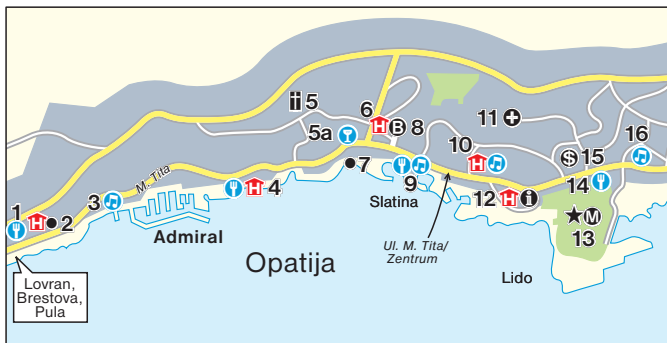 5
6
H
B
8
11
16
5a
10
H
$
15
M. Tita
7
9
14
3
H
4
12
H
i
1
H
2
Slatina
M
13
Admiral
Ul. M. Tita/
Zentrum
Opatija
Lido
Lovran,
Brestova,
Pula